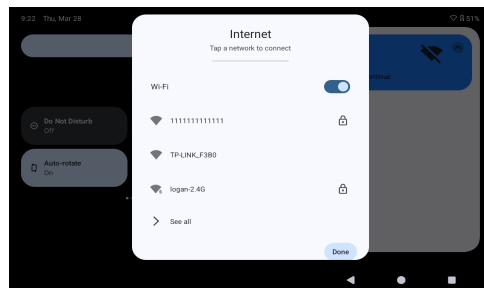 9:22 Thu, Mar 28
51%
Internet
Tap a network to connect
Wi-Fi
1111111111111
TP-LINK_F3B0
logan-2.4G
See all
Done
Do Not Disturb
Off
Auto-rotate
On